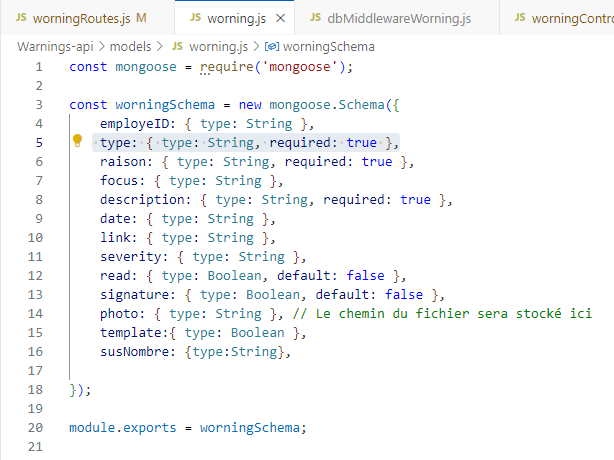 JS worningRoutes.js M JS worning.js × JS dbMiddlewareWorning.js JS worningContro
Warnings-api > models > JS worning.js > worningSchema
1 const mongoose = require('mongoose');
2
3 const worningSchema = new mongoose.Schema({
4 employeID: { type: String },
5 type: { type: String, required: true },
6 raison: { type: String, required: true },
7 focus: { type: String },
8 description: { type: String, required: true },
9 date: { type: String },
10 link: { type: String },
11 severity: { type: String },
12 read: { type: Boolean, default: false },
13 signature: { type: Boolean, default: false },
14 photo: { type: String }, // Le chemin du fichier sera stocké ici
15 template:{ type: Boolean },
16 susNombre: {type:String},
17
18 });
19
20 module.exports = worningSchema;
21